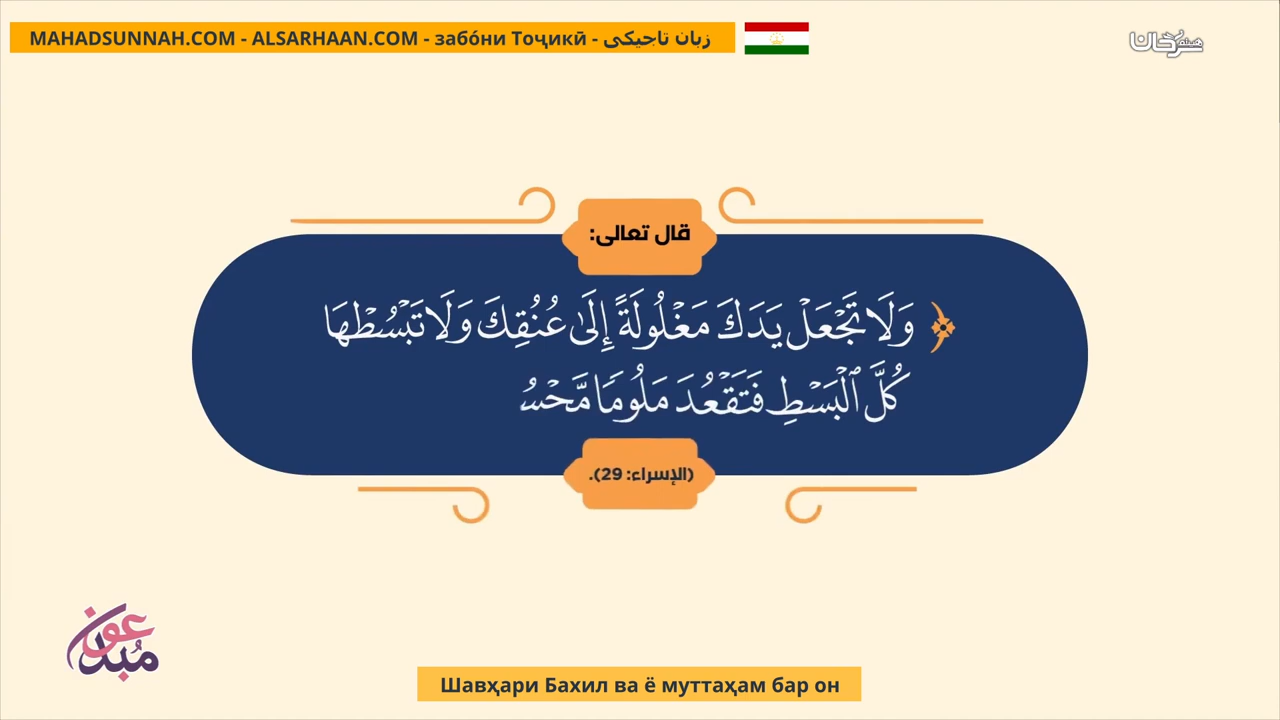 MAHADSUNNAH.COM - ALSARHAAN.COM - забо́ни Тоҷикӣ - زبان تاجیکی
قال تعالى:
وَلَا تَجْعَلْ يَدَكَ مَغْلُولَةً إِلَىٰ عُنُقِكَ وَلَا تَبْسُطْهَا
كُلَّ ٱلْبَسْطِ فَتَقْعُدَ مَلُومًا مَّحْسُ
(الإسراء: 29).
مُبدعون
Шавҳари Бахил ва ё муттаҳам бар он